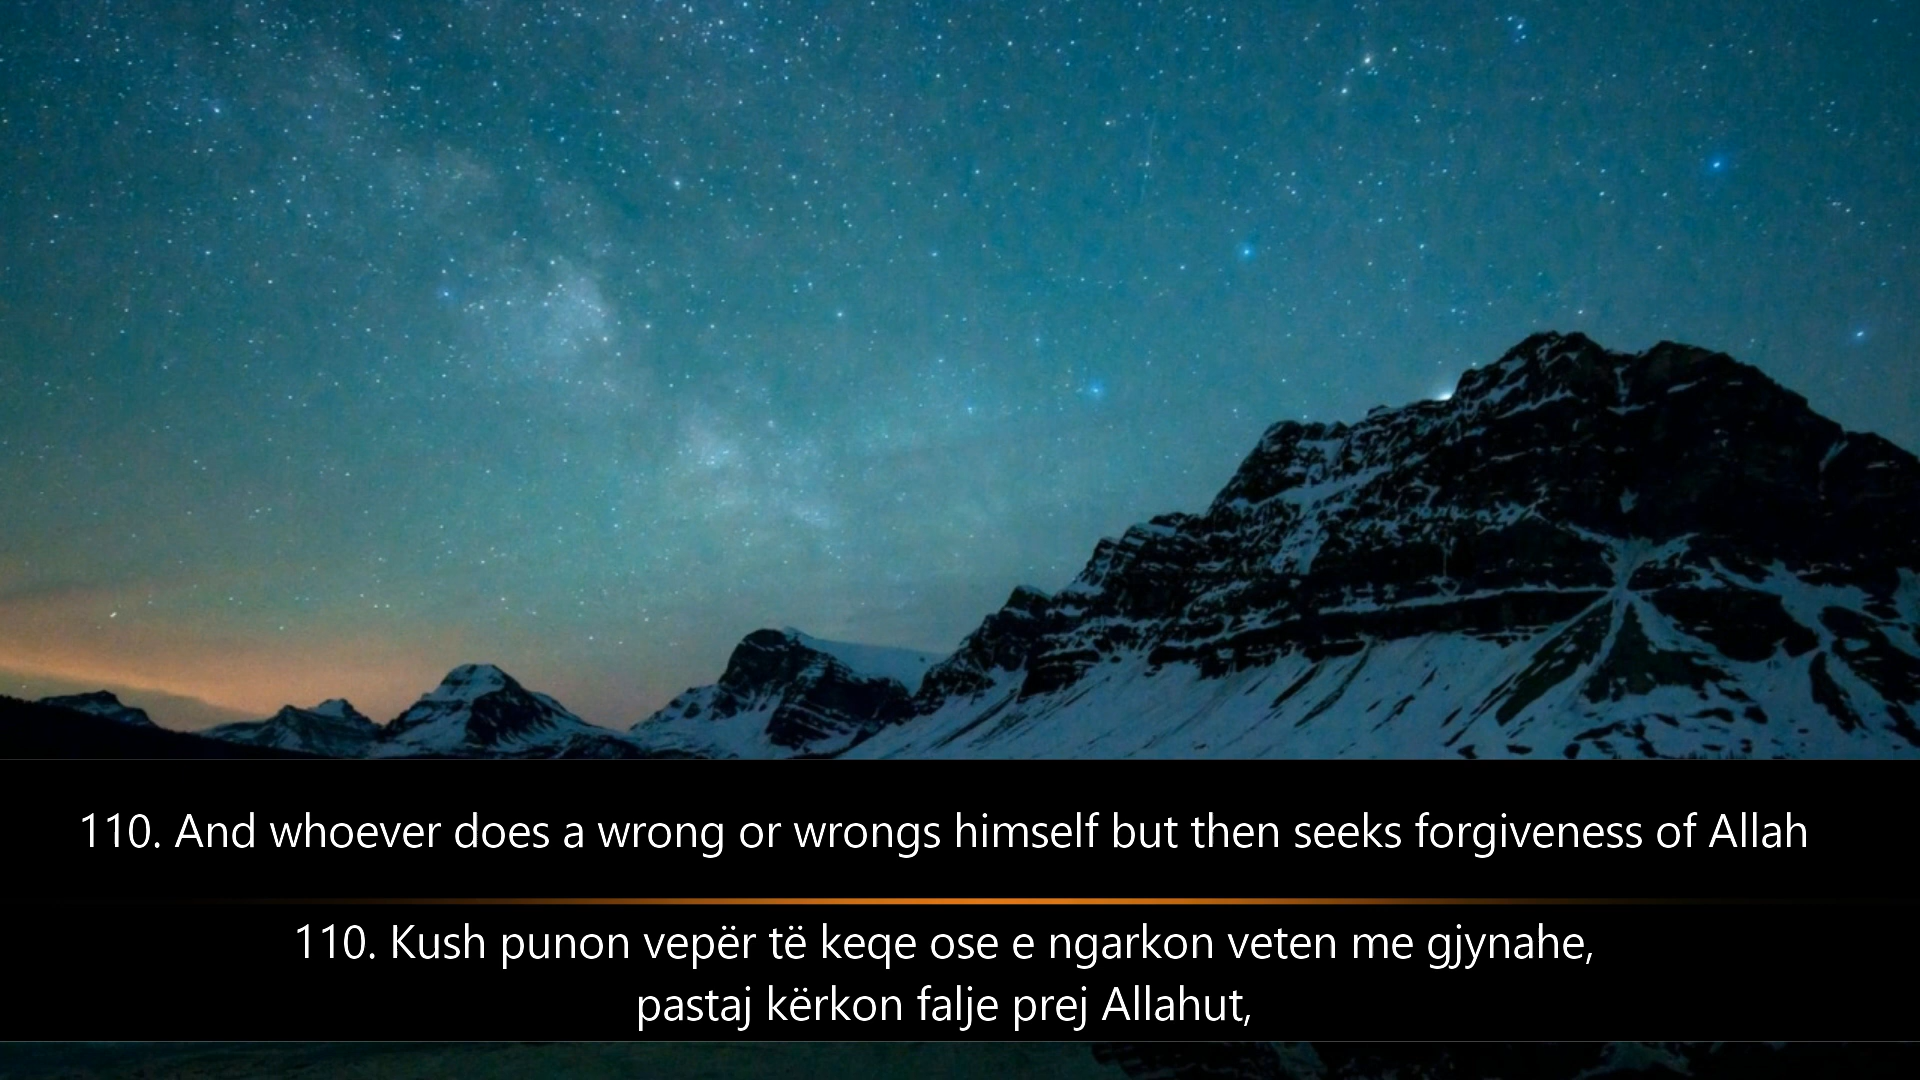 110. And whoever does a wrong or wrongs himself but then seeks forgiveness of Allah
110. Kush punon vepër të keqe ose e ngarkon veten me gjynahe,
pastaj kërkon falje prej Allahut,